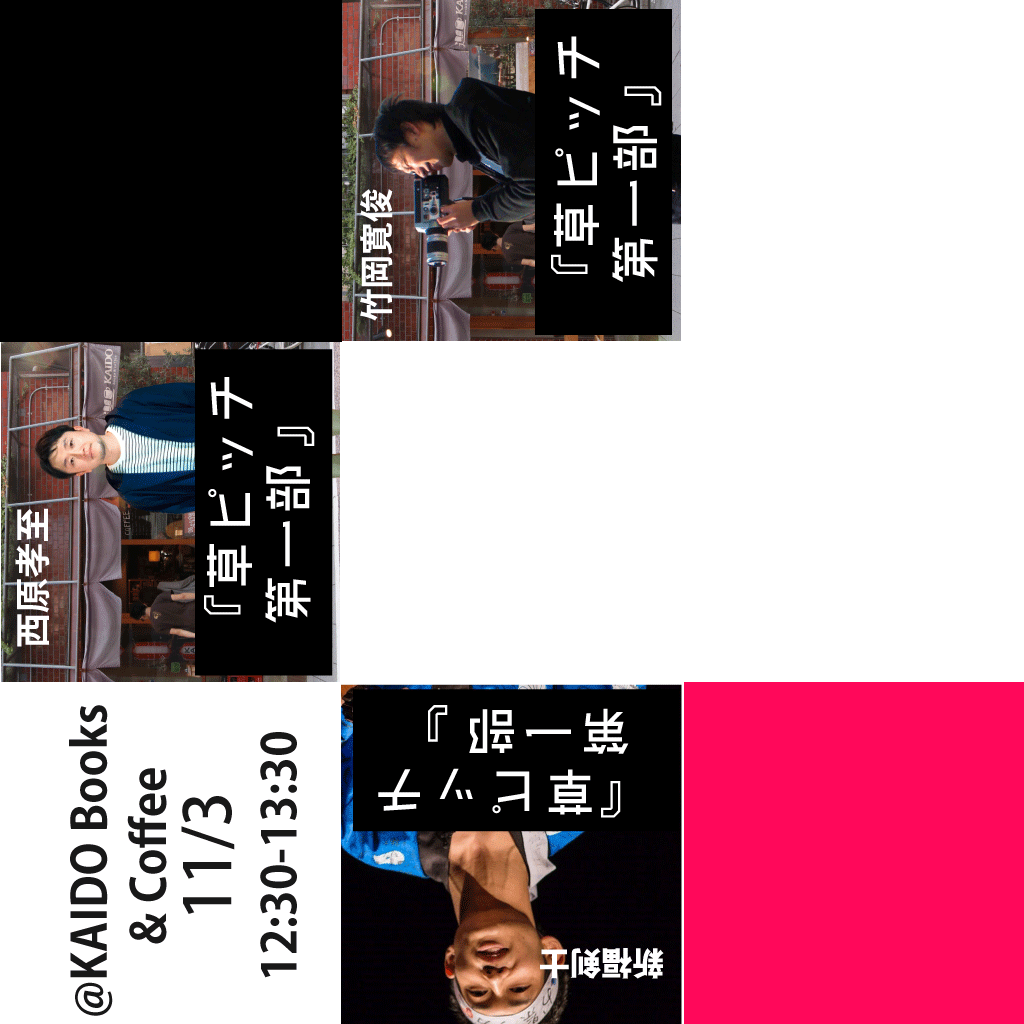 竹岡寛俊
『草ピッチ
第一部』
西原孝至
『草ピッチ
第一部』
KAIDO
@KAIDO Books
& Coffee
11/3
12:30-13:30
『草ピッチ
第一部』
新福剣士